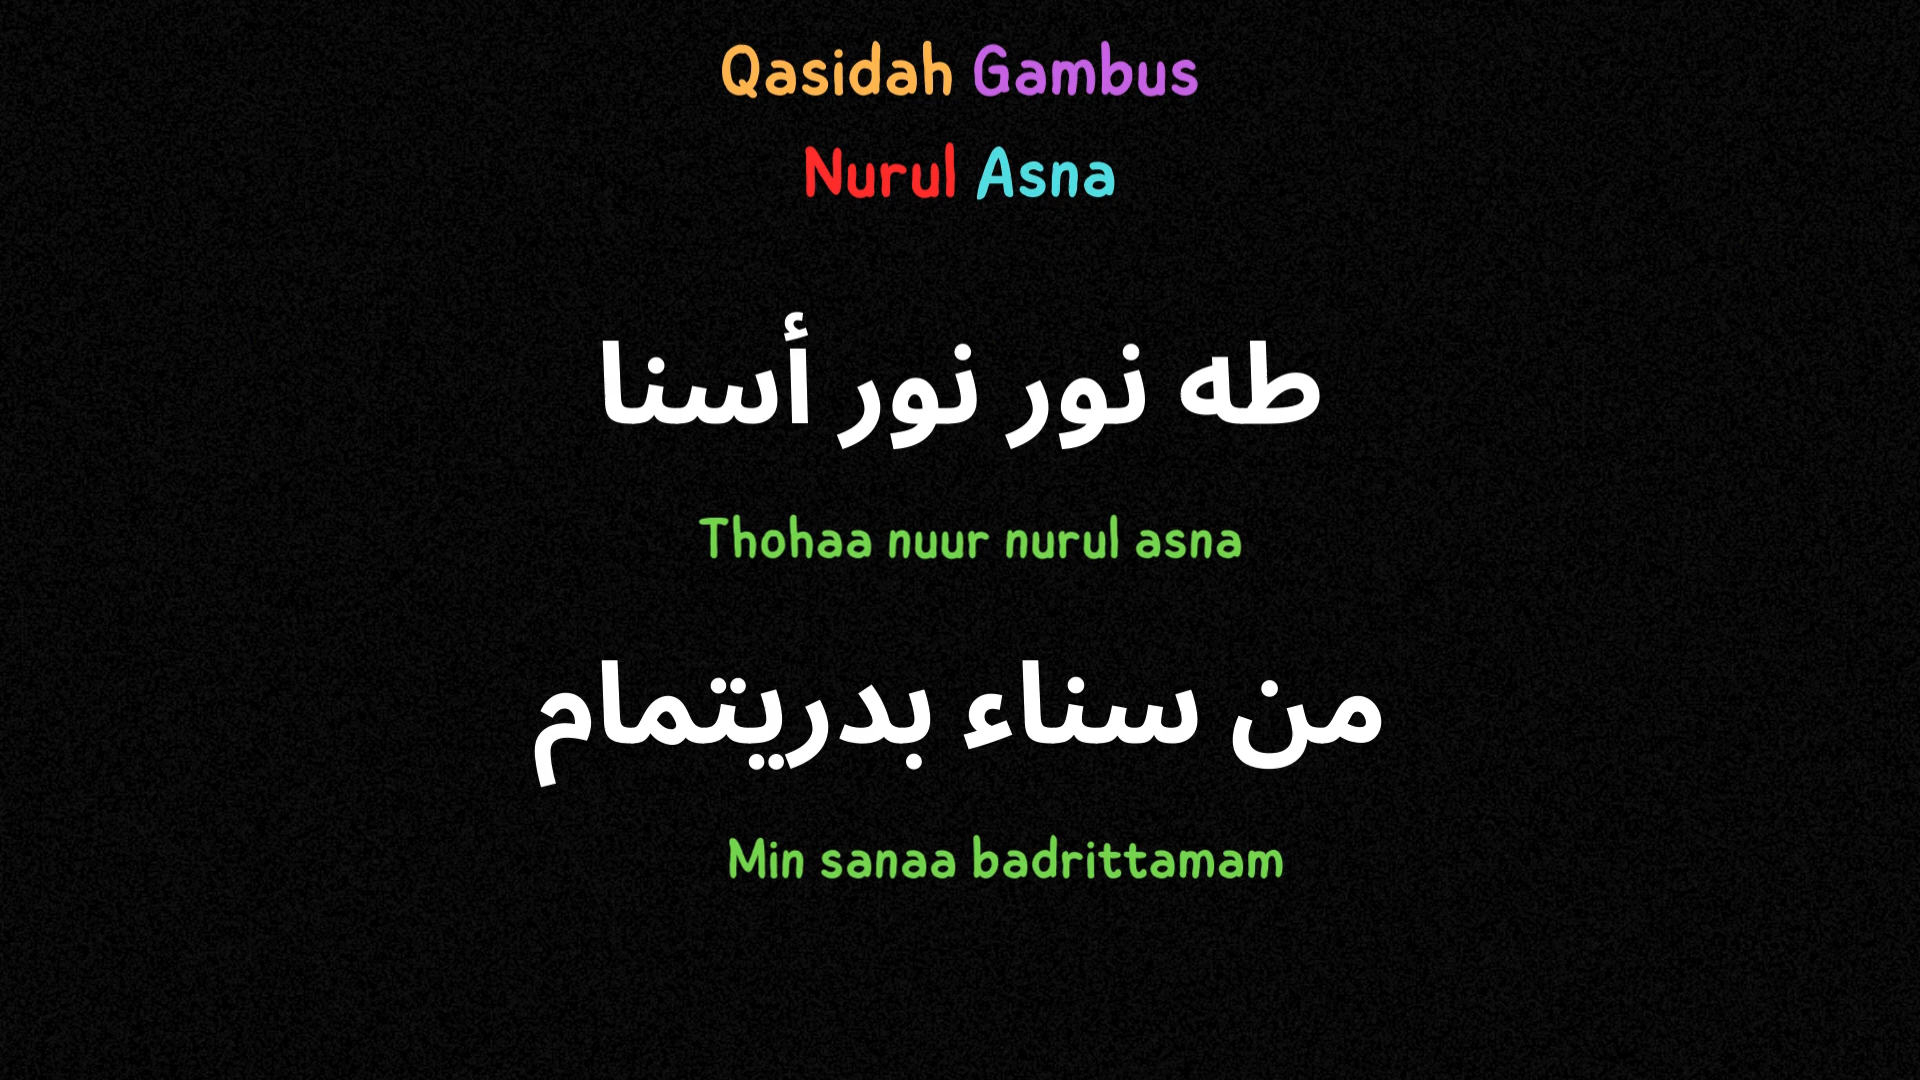 Qasidah Gambus
Nurul Asna
طه نور نور أسنا
Thohaa nuur nurul asna
من سناء بدريتمام
Min sanaa badrittamam